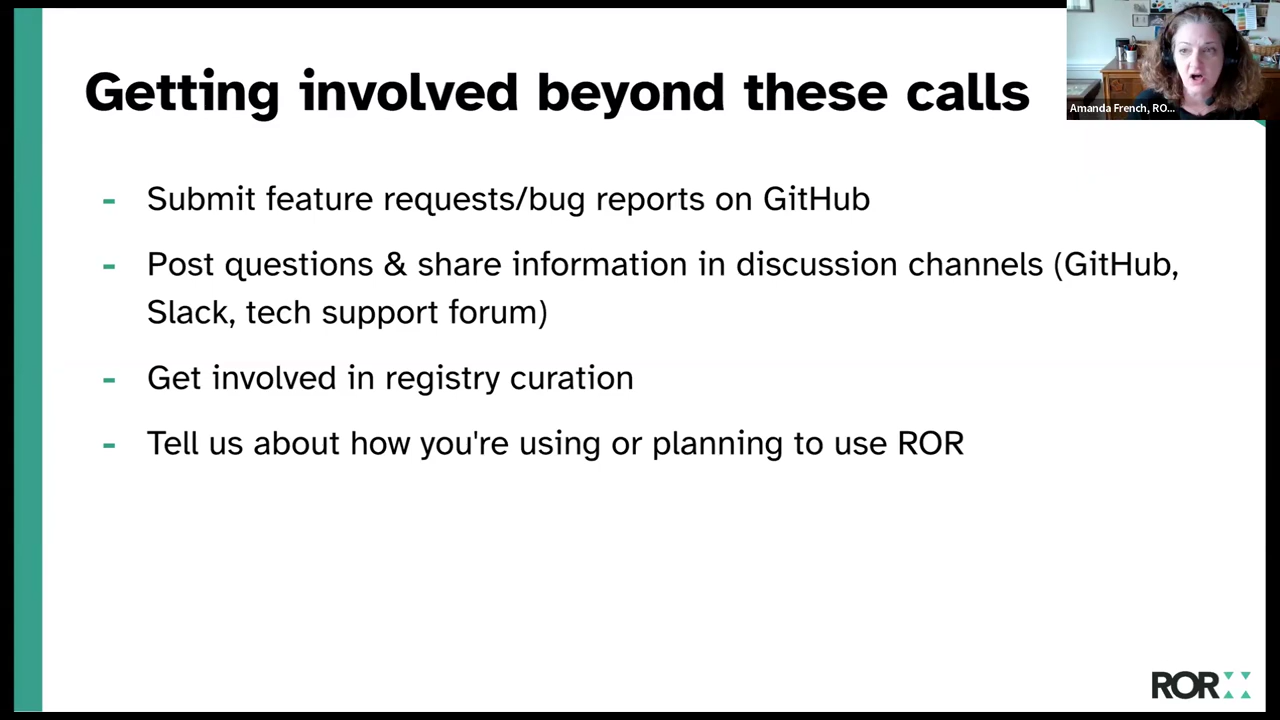 Getting involved beyond these calls
Amanda French, RO...
- Submit feature requests/bug reports on GitHub
- Post questions & share information in discussion channels (GitHub,
Slack, tech support forum)
- Get involved in registry curation
- Tell us about how you're using or planning to use ROR
ROR